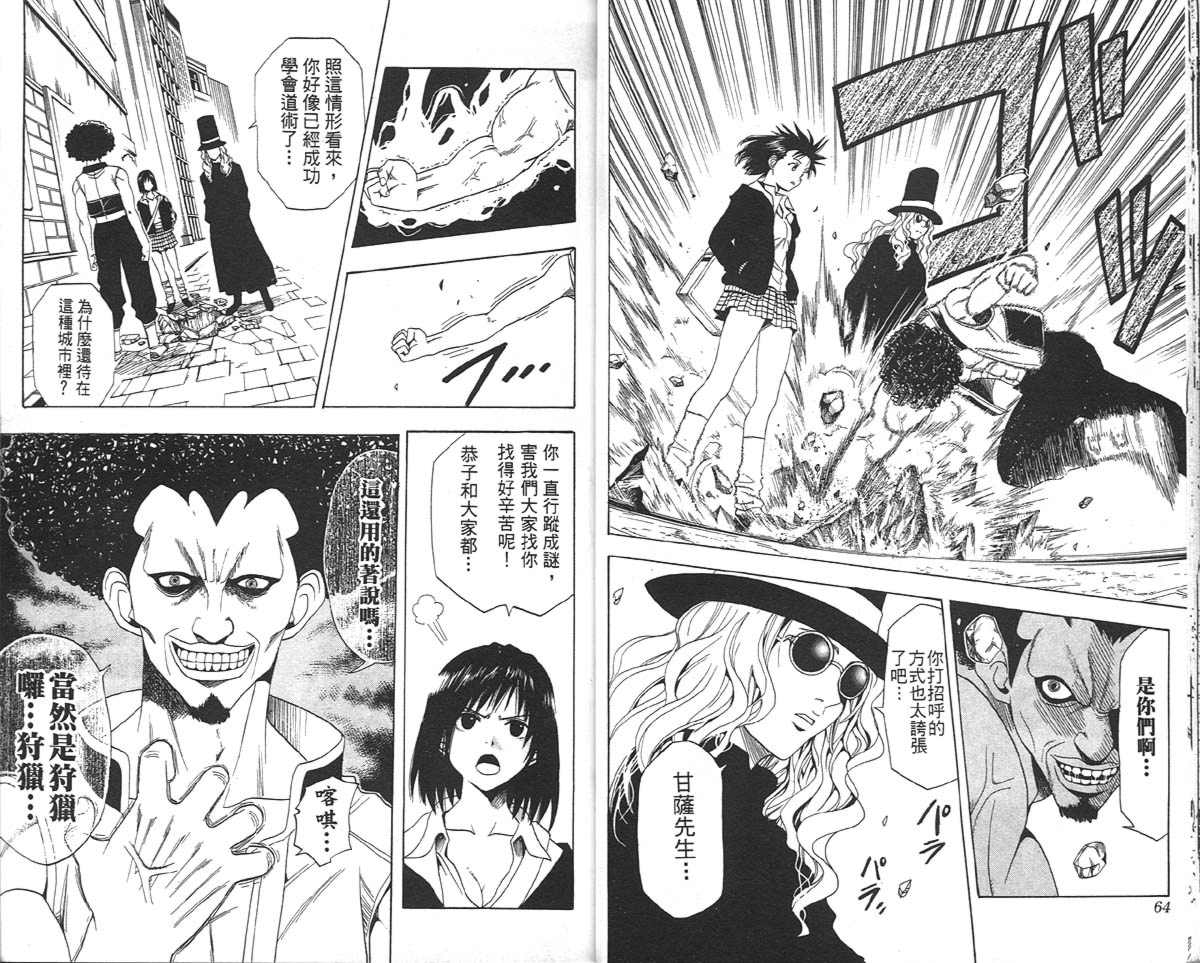 ゴゴゴ
是你們啊⋯
你打招呼的
方式也太誇張
了吧⋯
パラ
パラッ
甘薩先生⋯
64
照這情形看來，
你好像已經成功
學會道術了⋯
為什麼還待在
這種城市裡？
你一直行蹤成謎，
害我們大家找你
找得好辛苦呢！
恭子和大家都⋯
這還用的著說嗎⋯
當然是狩獵
囉⋯狩獵⋯
喀唭⋯